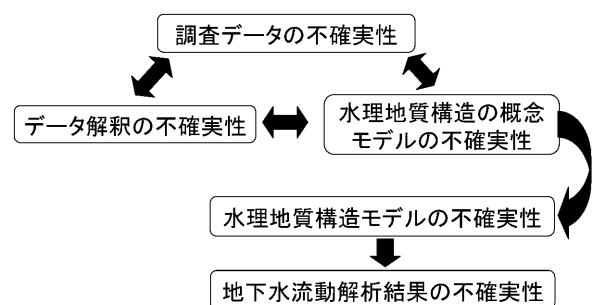 調査データの不確実性
データ解釈の不確実性
水理地質構造の概念
モデルの不確実性
水理地質構造モデルの不確実性
地下水流動解析結果の不確実性